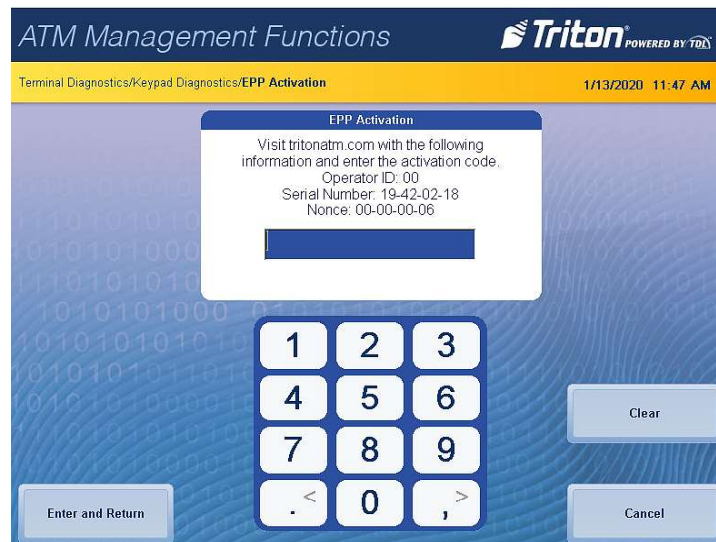 ATM Management Functions
Triton® POWERED BY TDL
Terminal Diagnostics/Keypad Diagnostics/EPP Activation
1/13/2020 11:47 AM
EPP Activation
Visit tritonatm.com with the following
information and enter the activation code.
Operator ID: 00
Serial Number: 19-42-02-18
Nonce: 00-00-00-06
1 2 3
4 5 6
7 8 9
. < 0 , >
Clear
Enter and Return
Cancel